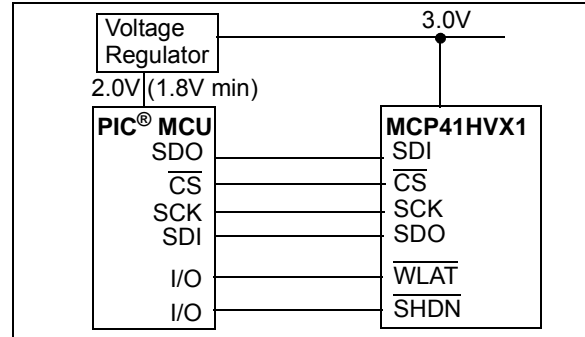 Voltage
Regulator
3.0V
2.0V (1.8V min)
PIC® MCU
SDO
CS
SCK
SDI
I/O
I/O
MCP41HVX1
SDI
CS
SCK
SDO
WLAT
SHDN